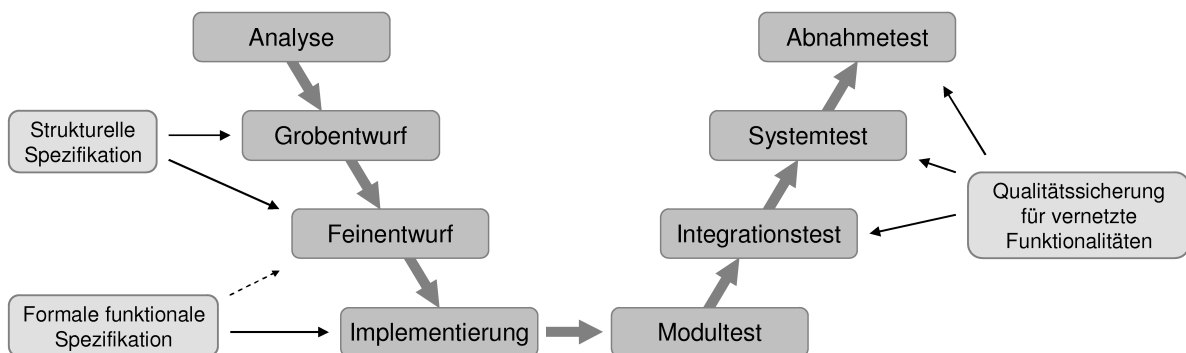 Analyse
Abnahmetest
Strukturelle
Spezifikation
Grobentwurf
Systemtest
Qualitätssicherung
für vernetzte
Funktionalitäten
Feinentwurf
Integrationstest
Formale funktionale
Spezifikation
Implementierung
Modultest